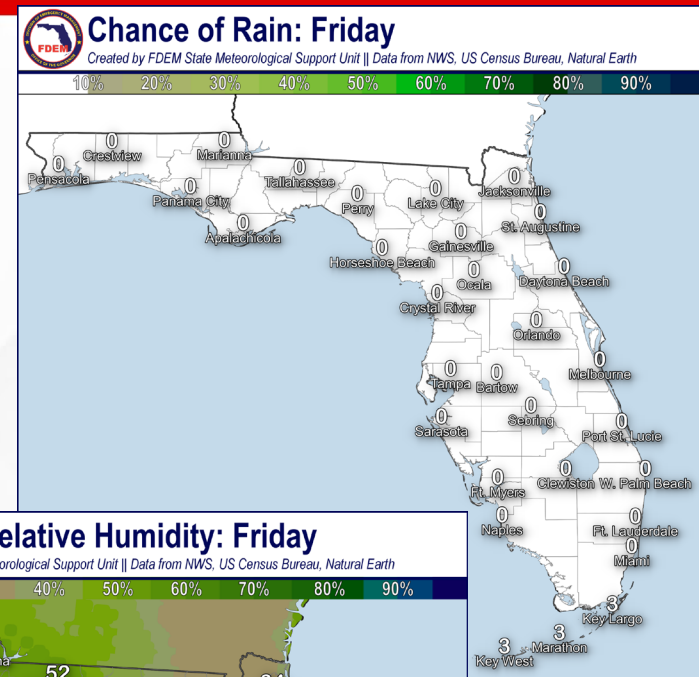 Chance of Rain: Friday
FDEM
Created by FDEM State Meteorological Support Unit || Data from NWS, US Census Bureau, Natural Earth
10% 20% 30% 40% 50% 60% 70% 80% 90%
0
Crestview
0
Marianna
0
Pensacola
0
Tallahassee
0
Jacksonville
0
Panama City
0
Perry
0
Lake City
0
St. Augustine
0
Apalachicola
0
Gainesville
0
Horseshoe Beach
0
Ocala
0
Daytona Beach
0
Crystal River
0
Orlando
0
Melbourne
0
Tampa
0
Bartow
0
Sebring
0
Sarasota
0
Port St. Lucie
0
Clewiston
0
W. Palm Beach
0
Ft. Myers
0
Naples
0
Ft. Lauderdale
0
Miami
3
Key Largo
3
Marathon
3
Key West
elative Humidity: Friday
orological Support Unit || Data from NWS, US Census Bureau, Natural Earth
40% 50% 60% 70% 80% 90%
52